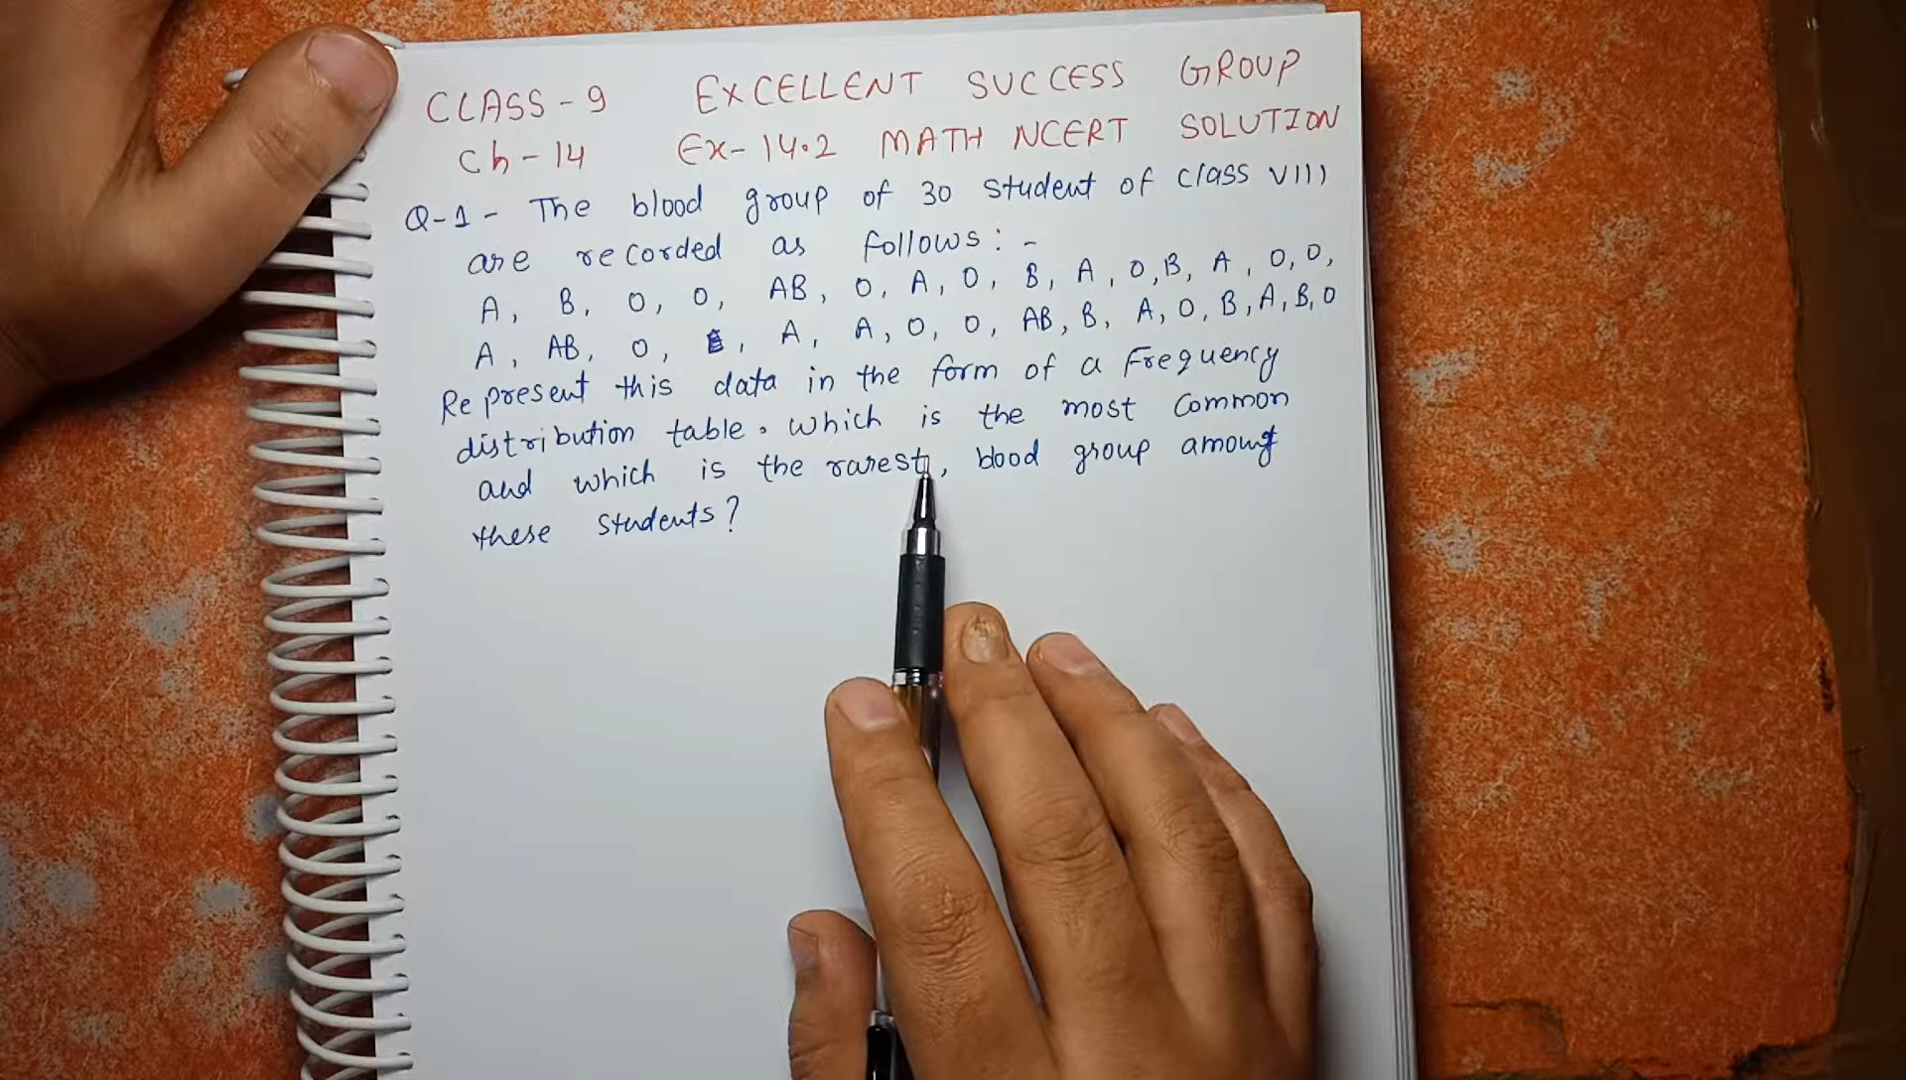 CLASS - 9 EXCELLENT SUCCESS GROUP
Ch - 14 Ex- 14.2 MATH NCERT SOLUTION
Q-1 - The blood group of 30 student of class VIII
are recorded as follows: -
A, B, O, O, AB, O, A, O, B, A, O, B, A, O, O,
A, AB, O, , A, A, O, O, AB, B, A, O, B, A, B, O
Represent this data in the form of a Frequency
distribution table. Which is the most Common
and which is the rarest, blood group among
these students?